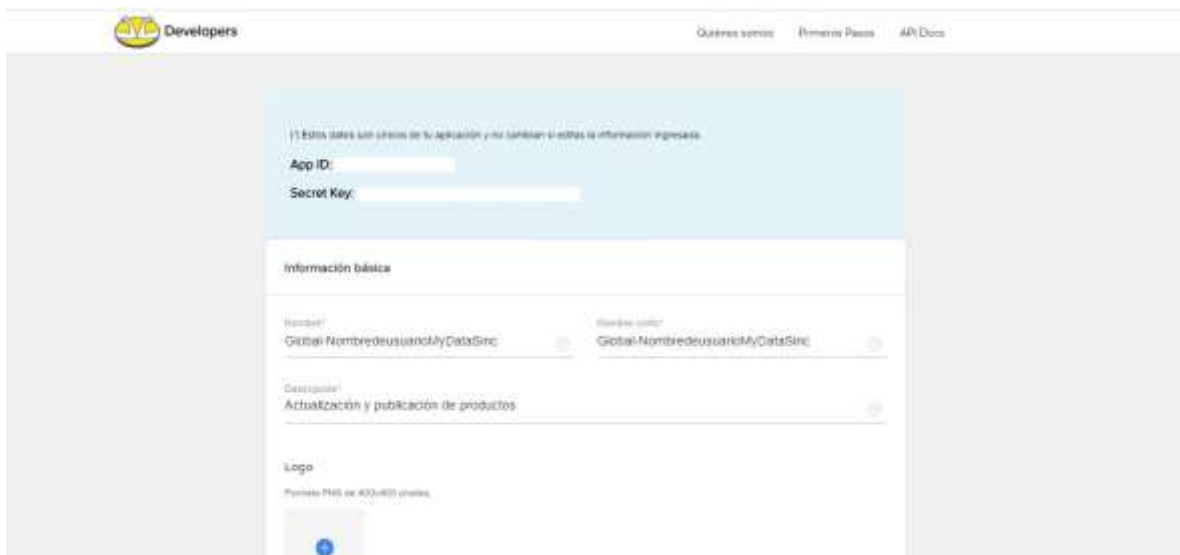 Developers
Quiénes somos Primeros Pasos API Docs
(*) Estos datos son únicos de tu aplicación y no cambian si editas la información ingresada.
App ID:
Secret Key:
Información básica
Nombre*
Global-NombredeusuarioMyDataSinc
Nombre corto*
Global-NombredeusuarioMyDataSinc
Descripción*
Actualización y publicación de productos
Logo
Formato PNG de 400x400 pixeles.